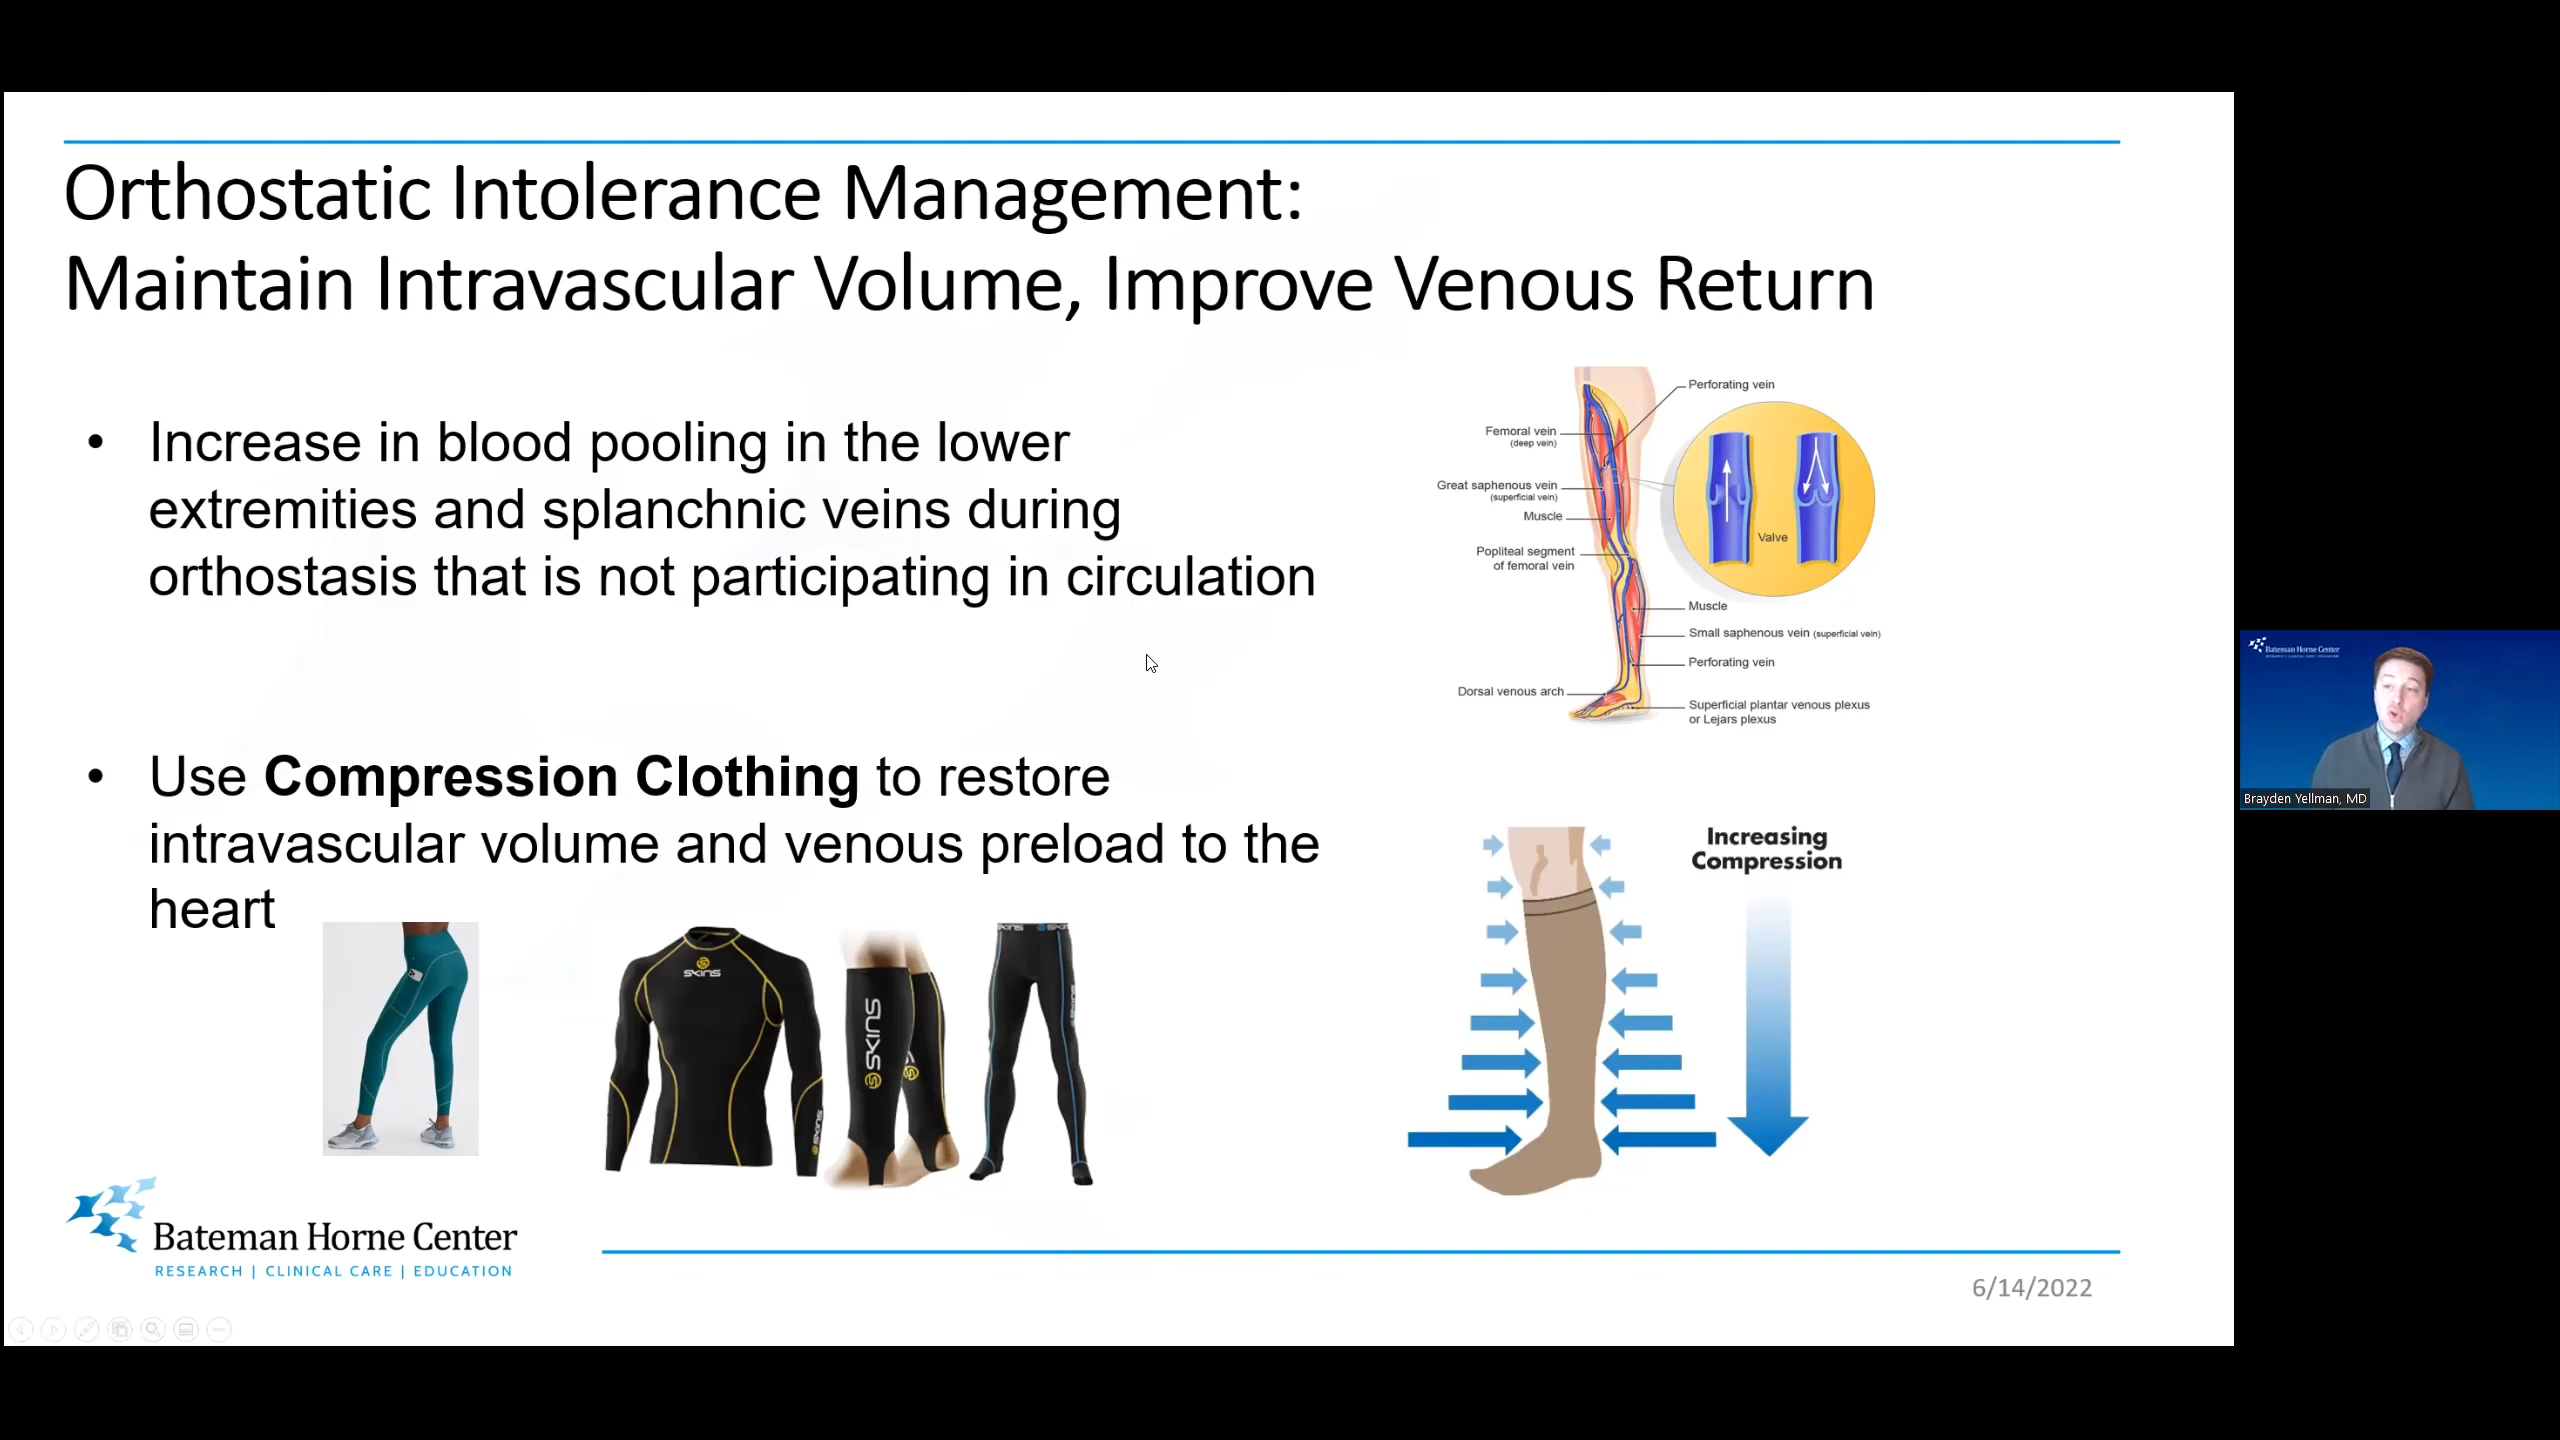 Orthostatic Intolerance Management:
Maintain Intravascular Volume, Improve Venous Return
• Increase in blood pooling in the lower
extremities and splanchnic veins during
orthostasis that is not participating in circulation
• Use Compression Clothing to restore
intravascular volume and venous preload to the
heart
Perforating vein
Femoral vein
(deep vein)
Great saphenous vein
(superficial vein)
Muscle
Valve
Popliteal segment
of femoral vein
Muscle
Small saphenous vein (superficial vein)
Perforating vein
Dorsal venous arch
Superficial plantar venous plexus
or Lejars plexus
Increasing
Compression
SKINS
SKINS
SKINS
SKINS
SKINS
Bateman Horne Center
RESEARCH | CLINICAL CARE | EDUCATION
6/14/2022
Bateman Horne Center
Brayden Yellman, MD